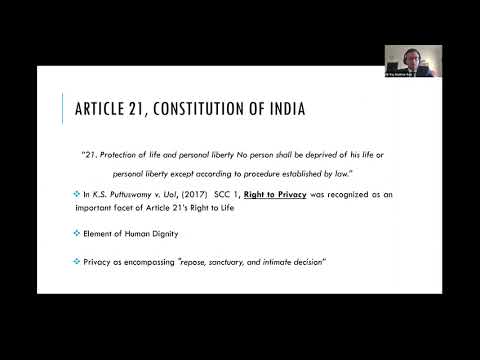 ARTICLE 21, CONSTITUTION OF INDIA
"21. Protection of life and personal liberty No person shall be deprived of his life or
personal liberty except according to procedure established by law."
In K.S. Puttuswamy v. UoI, (2017) SCC 1, Right to Privacy was recognized as an
important facet of Article 21's Right to Life
Element of Human Dignity
Privacy as encompassing "repose, sanctuary, and intimate decision"